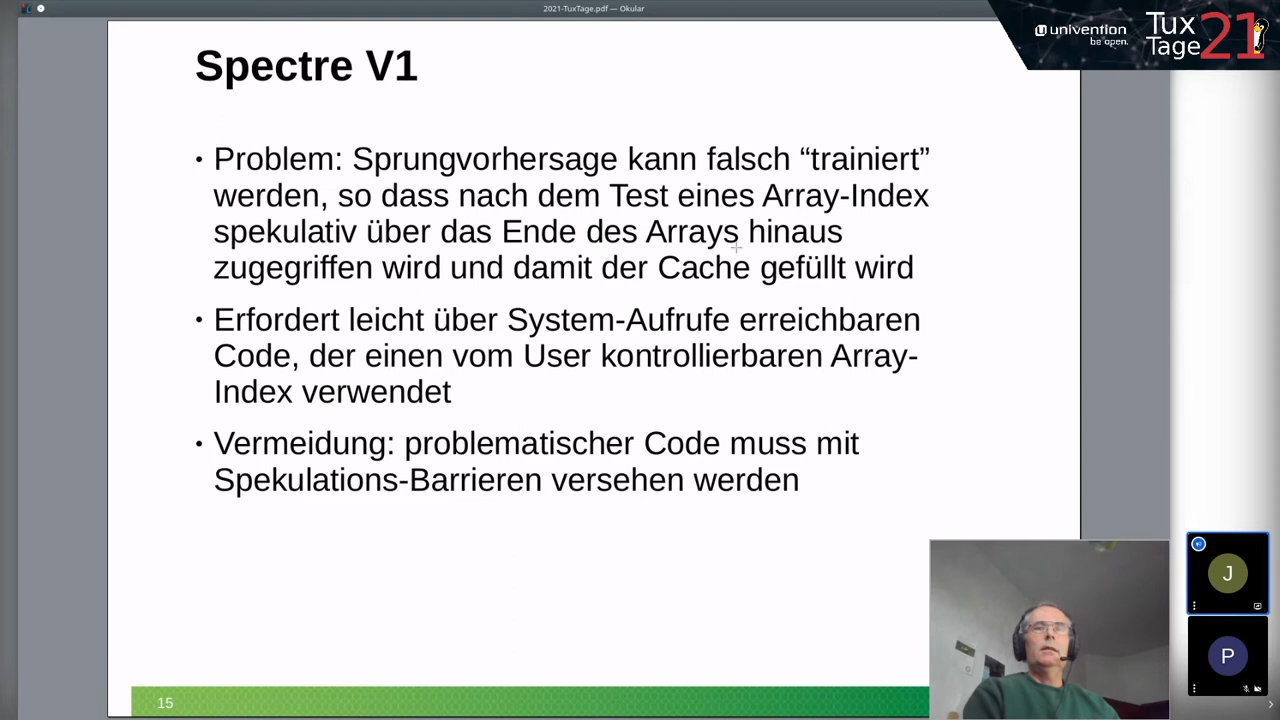 2021-TuxTage.pdf — Okular
univention
be open.
Tux
Tage
21
Spectre V1
• Problem: Sprungvorhersage kann falsch “trainiert”
werden, so dass nach dem Test eines Array-Index
spekulativ über das Ende des Arrays hinaus
zugegriffen wird und damit der Cache gefüllt wird
• Erfordert leicht über System-Aufrufe erreichbaren
Code, der einen vom User kontrollierbaren Array-
Index verwendet
• Vermeidung: problematischer Code muss mit
Spekulations-Barrieren versehen werden
J
P
15